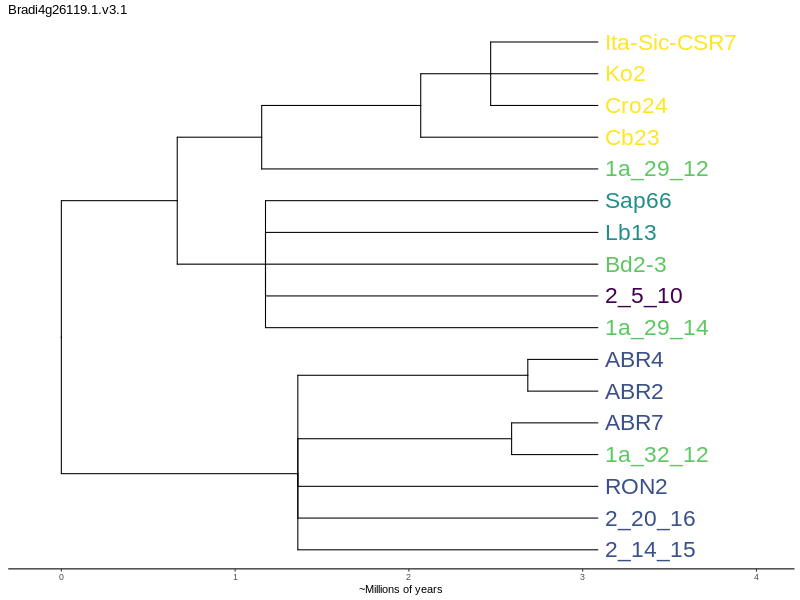 Bradi4g26119.1.v3.1
Ita-Sic-CSR7
Ko2
Cro24
Cb23
1a_29_12
Sap66
Lb13
Bd2-3
2_5_10
1a_29_14
ABR4
ABR2
ABR7
1a_32_12
RON2
2_20_16
2_14_15
0 1 2 3 4
~Millions of years